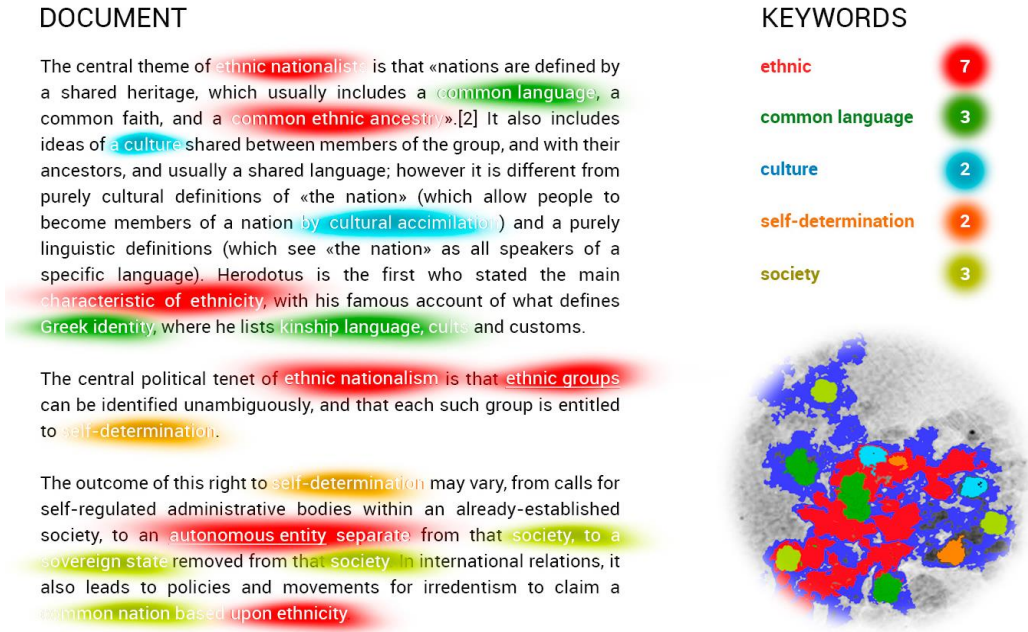 DOCUMENT
The central theme of ethnic nationalists is that «nations are defined by
a shared heritage, which usually includes a common language, a
common faith, and a common ethnic ancestry».[2] It also includes
ideas of a culture shared between members of the group, and with their
ancestors, and usually a shared language; however it is different from
purely cultural definitions of «the nation» (which allow people to
become members of a nation by cultural accimilation) and a purely
linguistic definitions (which see «the nation» as all speakers of a
specific language). Herodotus is the first who stated the main
characteristic of ethnicity, with his famous account of what defines
Greek identity, where he lists kinship language, cults and customs.
The central political tenet of ethnic nationalism is that ethnic groups
can be identified unambiguously, and that each such group is entitled
to self-determination.
The outcome of this right to self-determination may vary, from calls for
self-regulated administrative bodies within an already-established
society, to an autonomous entity separate from that society, to a
sovereign state removed from that society. In international relations, it
also leads to policies and movements for irredentism to claim a
common nation based upon ethnicity
KEYWORDS
ethnic 7
common language 3
culture 2
self-determination 2
society 3